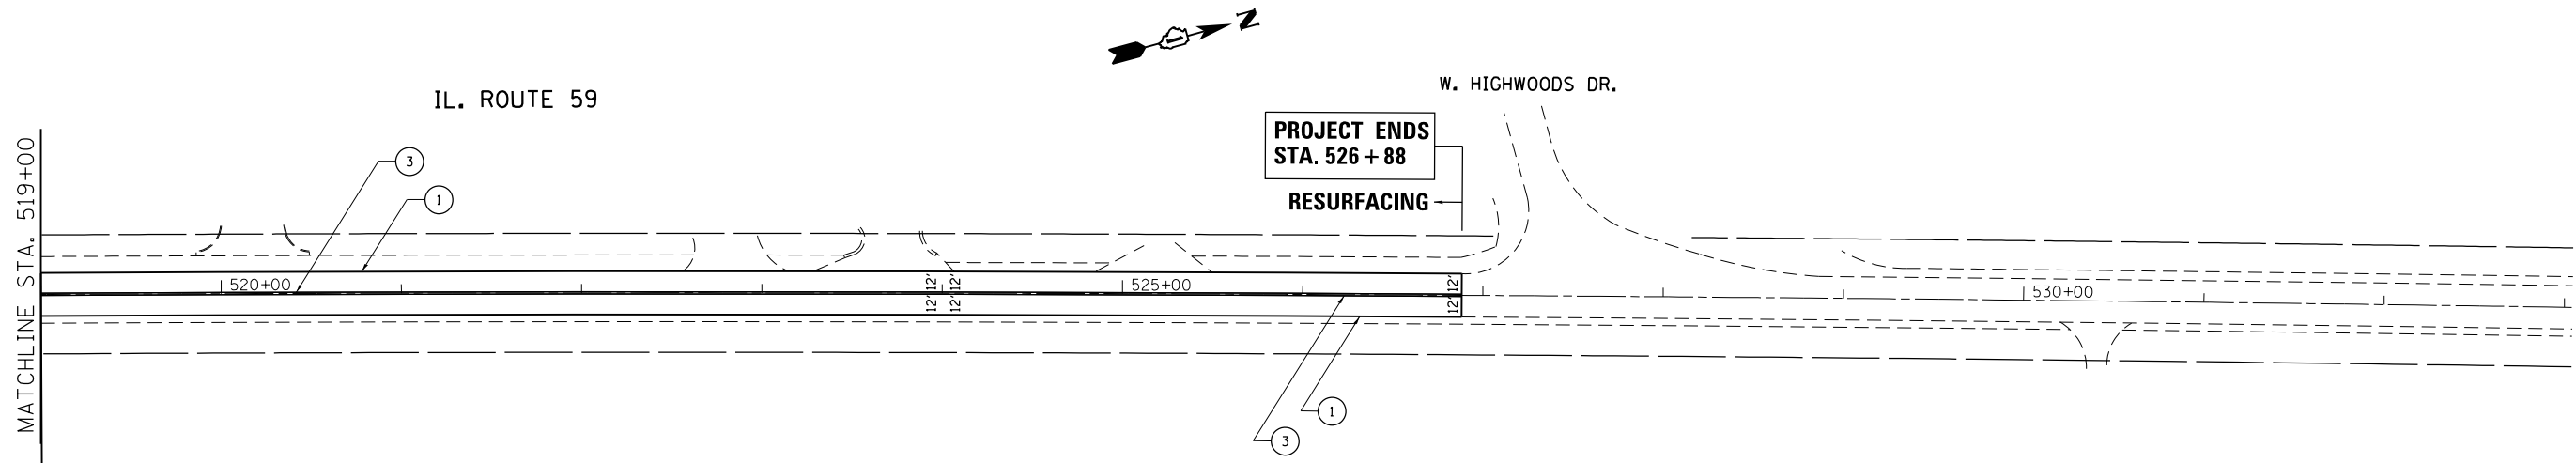 N
W. HIGHWOODS DR.
IL. ROUTE 59
PROJECT ENDS
STA. 526+88
RESURFACING
MATCHLINE STA. 519+00
3
1
520+00
12' 12'
12' 12'
525+00
12' 12'
530+00
1
3